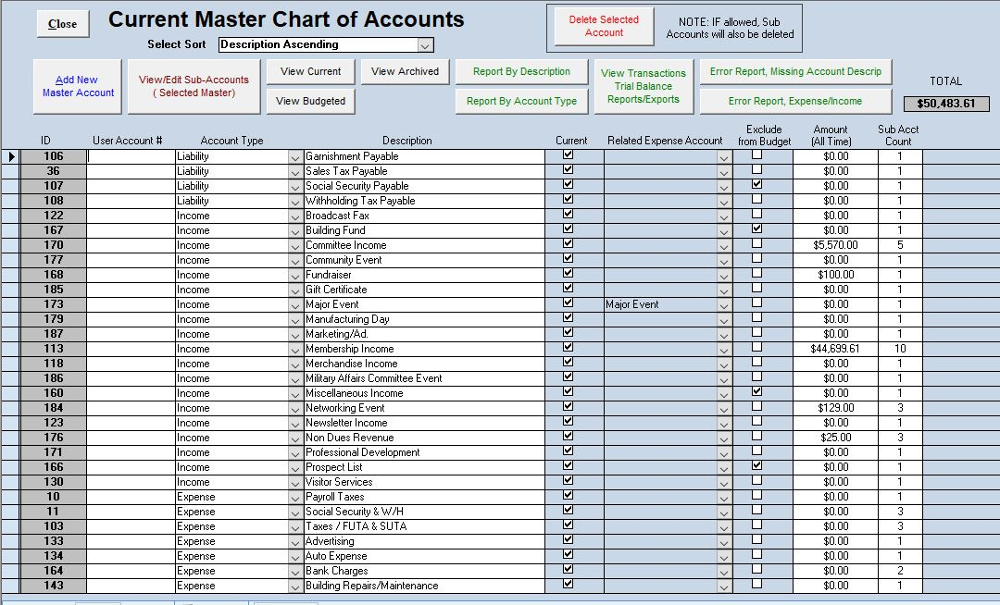 Close
Current Master Chart of Accounts
Select Sort Description Ascending
Delete Selected
Account
NOTE: IF allowed, Sub
Accounts will also be deleted
Add New
Master Account
View/Edit Sub-Accounts
( Selected Master)
View Current
View Budgeted
View Archived
Report By Description
Report By Account Type
View Transactions
Trial Balance
Reports/Exports
Error Report, Missing Account Descrip
Error Report, Expense/Income
TOTAL
$50,483.61
ID User Account # Account Type Description Current Related Expense Account Exclude from Budget Amount (All Time) Sub Acct Count
106 Liability Garnishment Payable $0.00 1
36 Liability Sales Tax Payable $0.00 1
107 Liability Social Security Payable $0.00 1
108 Liability Withholding Tax Payable $0.00 1
122 Income Broadcast Fax $0.00 1
167 Income Building Fund $0.00 1
170 Income Committee Income $5,570.00 5
177 Income Community Event $0.00 1
168 Income Fundraiser $100.00 1
185 Income Gift Certificate $0.00 1
173 Income Major Event Major Event $0.00 1
179 Income Manufacturing Day $0.00 1
187 Income Marketing/Ad. $0.00 1
113 Income Membership Income $44,699.61 10
118 Income Merchandise Income $0.00 1
186 Income Military Affairs Committee Event $0.00 1
160 Income Miscellaneous Income $0.00 1
184 Income Networking Event $129.00 3
123 Income Newsletter Income $0.00 1
176 Income Non Dues Revenue $25.00 3
171 Income Professional Development $0.00 1
166 Income Prospect List $0.00 1
130 Income Visitor Services $0.00 1
10 Expense Payroll Taxes $0.00 1
11 Expense Social Security & W/H $0.00 3
103 Expense Taxes / FUTA & SUTA $0.00 3
133 Expense Advertising $0.00 1
134 Expense Auto Expense $0.00 1
164 Expense Bank Charges $0.00 2
143 Expense Building Repairs/Maintenance $0.00 1